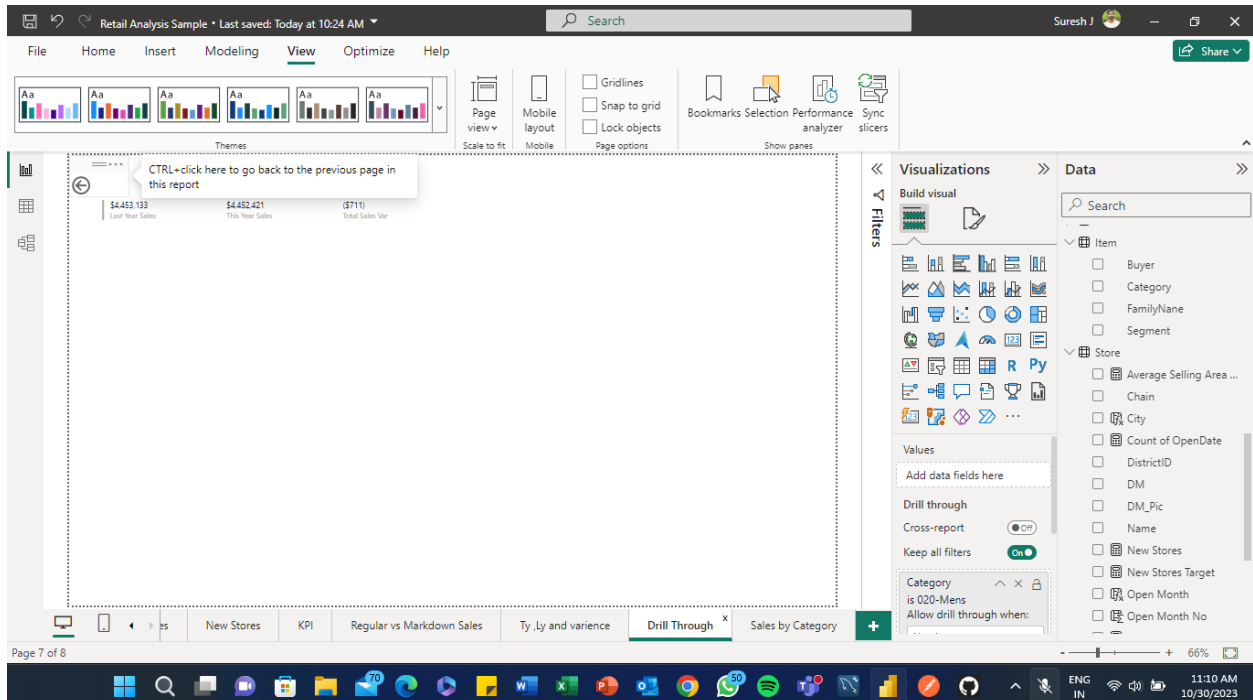 Retail Analysis Sample • Last saved: Today at 10:24 AM
Search
Suresh J
File Home Insert Modeling View Optimize Help
Share
Aa Aa Aa Aa Aa Aa
Page view
Mobile layout
Gridlines
Snap to grid
Lock objects
Bookmarks Selection Performance analyzer Sync slicers
Themes Scale to fit Mobile Page options Show panes
CTRL+click here to go back to the previous page in
this report
$4,453,133 $4,452,421 ($711)
Last Year Sales This Year Sales Total Sales Var
Filters
Visualizations
Build visual
123
R Py
123
Values
Add data fields here
Drill through
Cross-report Off
Keep all filters On
Category
is 020-Mens
Allow drill through when:
Data
Search
Item
Buyer
Category
FamilyNane
Segment
Store
Average Selling Area ...
Chain
City
Count of OpenDate
DistrictID
DM
DM_Pic
Name
New Stores
New Stores Target
Open Month
Open Month No
es New Stores KPI Regular vs Markdown Sales Ty ,Ly and varience Drill Through x Sales by Category +
Page 7 of 8
- + 66%
70 50
ENG
IN
11:10 AM
10/30/2023